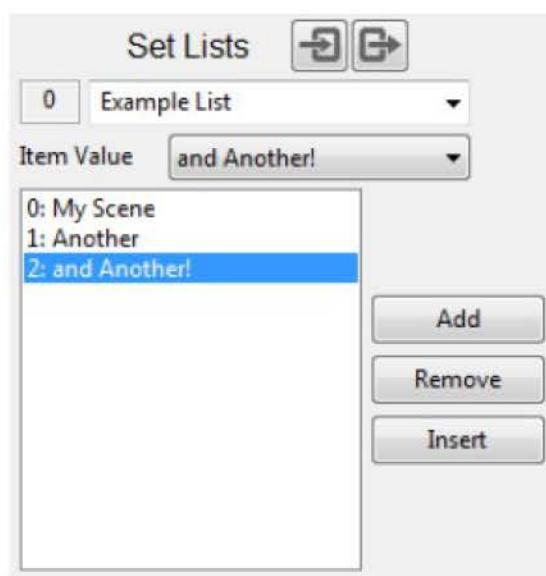 Set Lists
0 Example List
Item Value and Another!
0: My Scene
1: Another
2: and Another!
Add
Remove
Insert